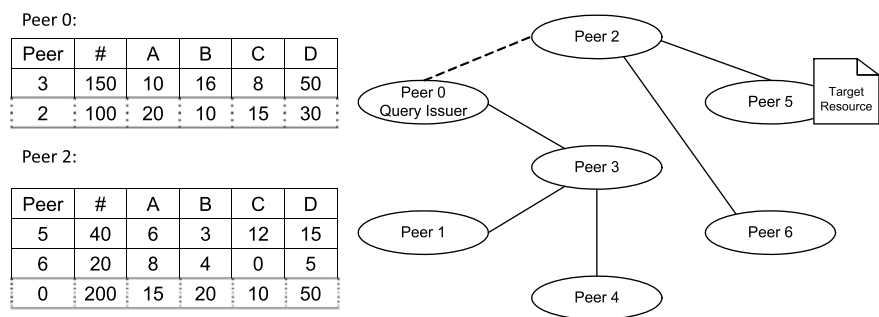 Peer 0:
Peer # A B C D
3 150 10 16 8 50
2 100 20 10 15 30
Peer 2:
Peer # A B C D
5 40 6 3 12 15
6 20 8 4 0 5
0 200 15 20 10 50
Peer 2
Peer 0
Query Issuer
Peer 5
Target
Resource
Peer 3
Peer 1
Peer 6
Peer 4